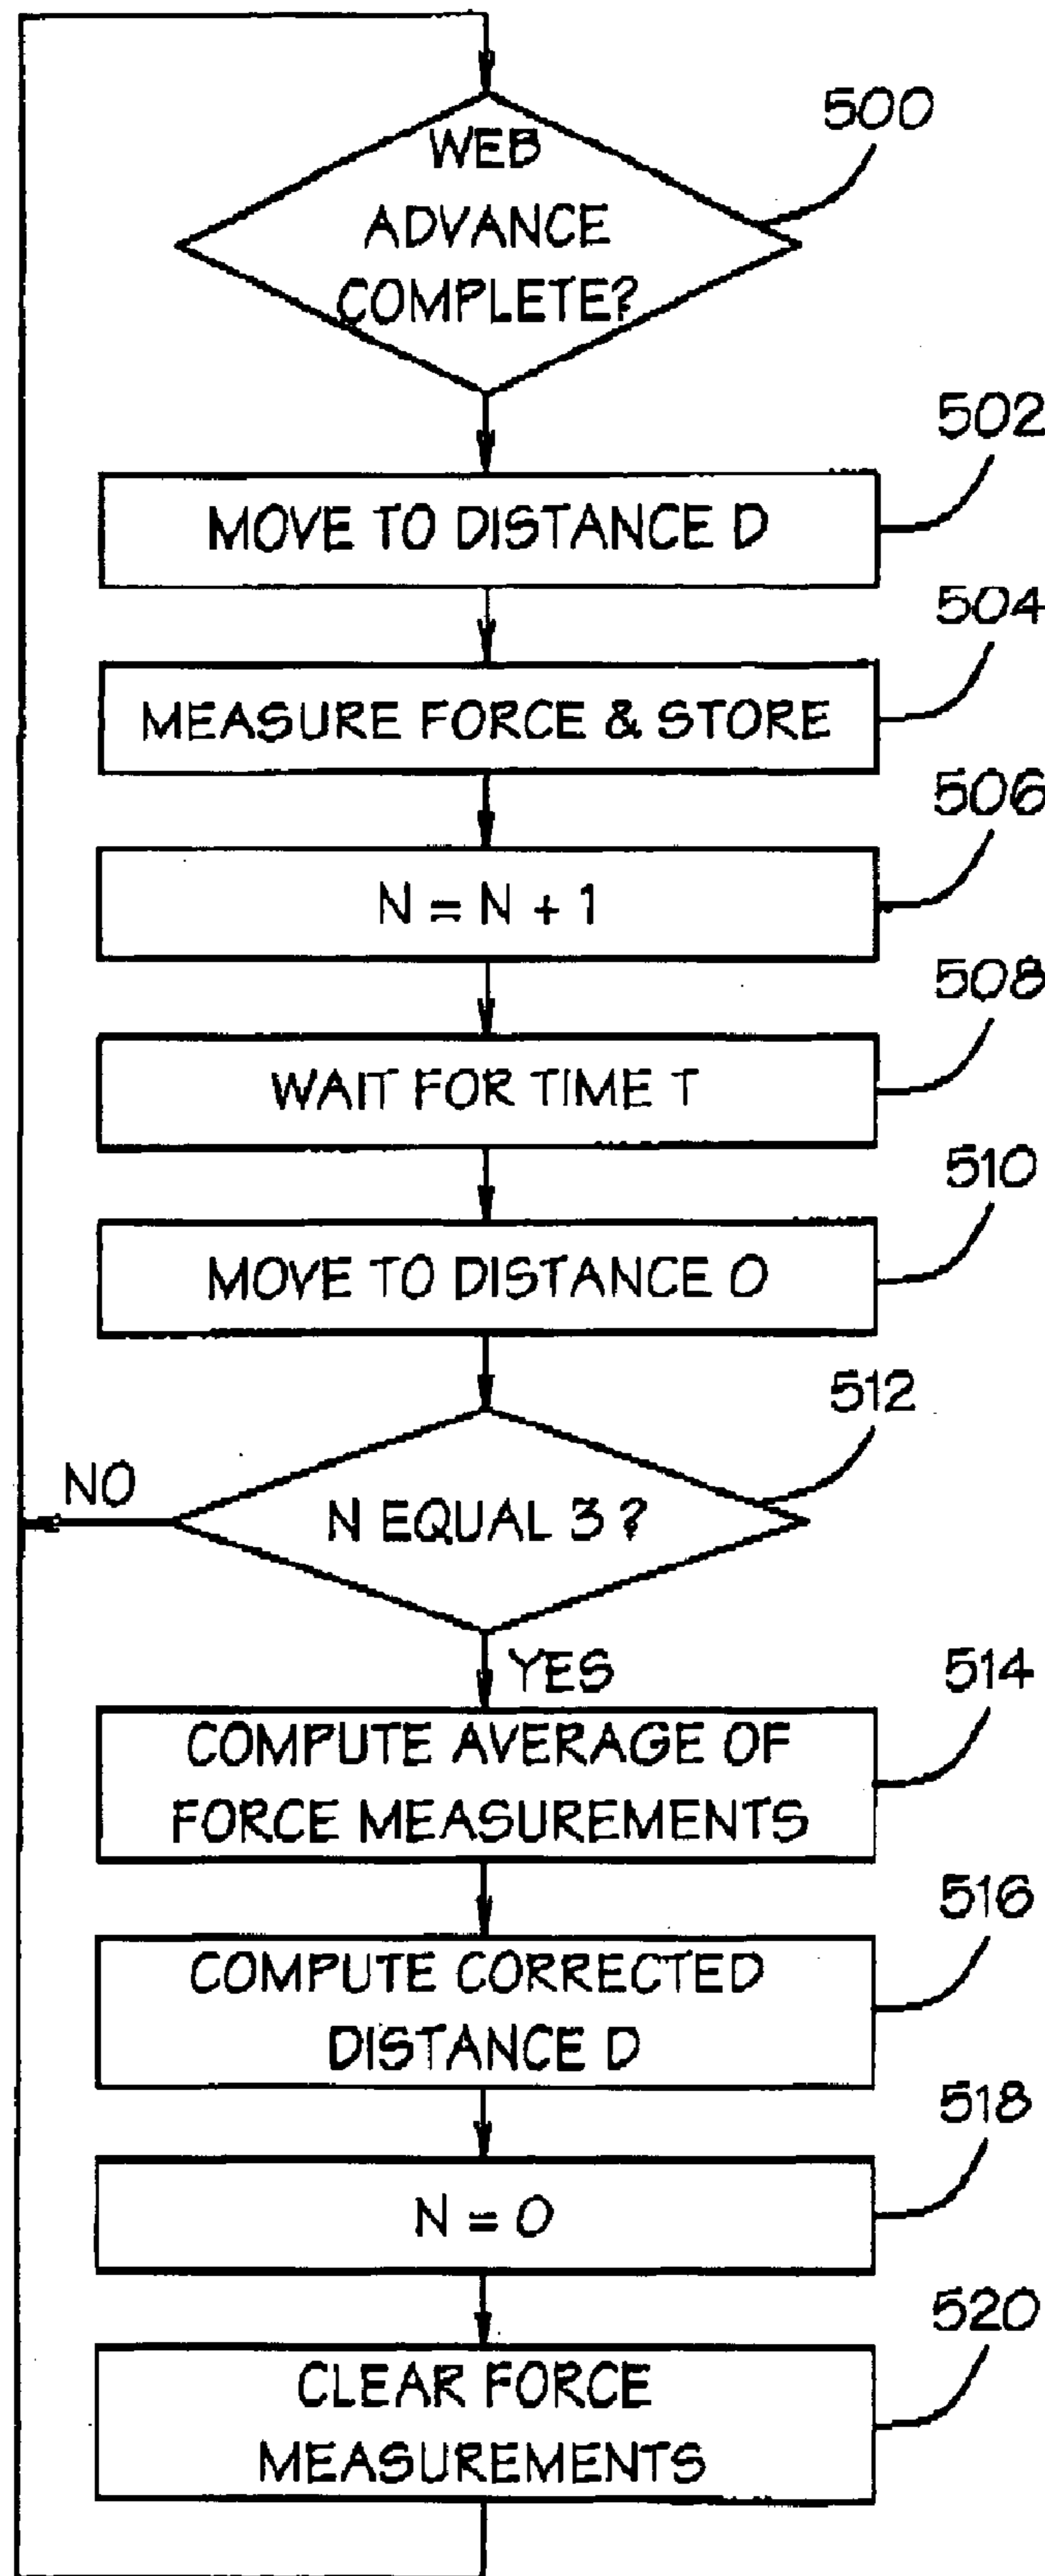 500
WEB
ADVANCE
COMPLETE?
502
MOVE TO DISTANCE D
504
MEASURE FORCE & STORE
506
N = N + 1
508
WAIT FOR TIME T
510
MOVE TO DISTANCE O
512
NO
N EQUAL 3 ?
YES
514
COMPUTE AVERAGE OF
FORCE MEASUREMENTS
516
COMPUTE CORRECTED
DISTANCE D
518
N = O
520
CLEAR FORCE
MEASUREMENTS